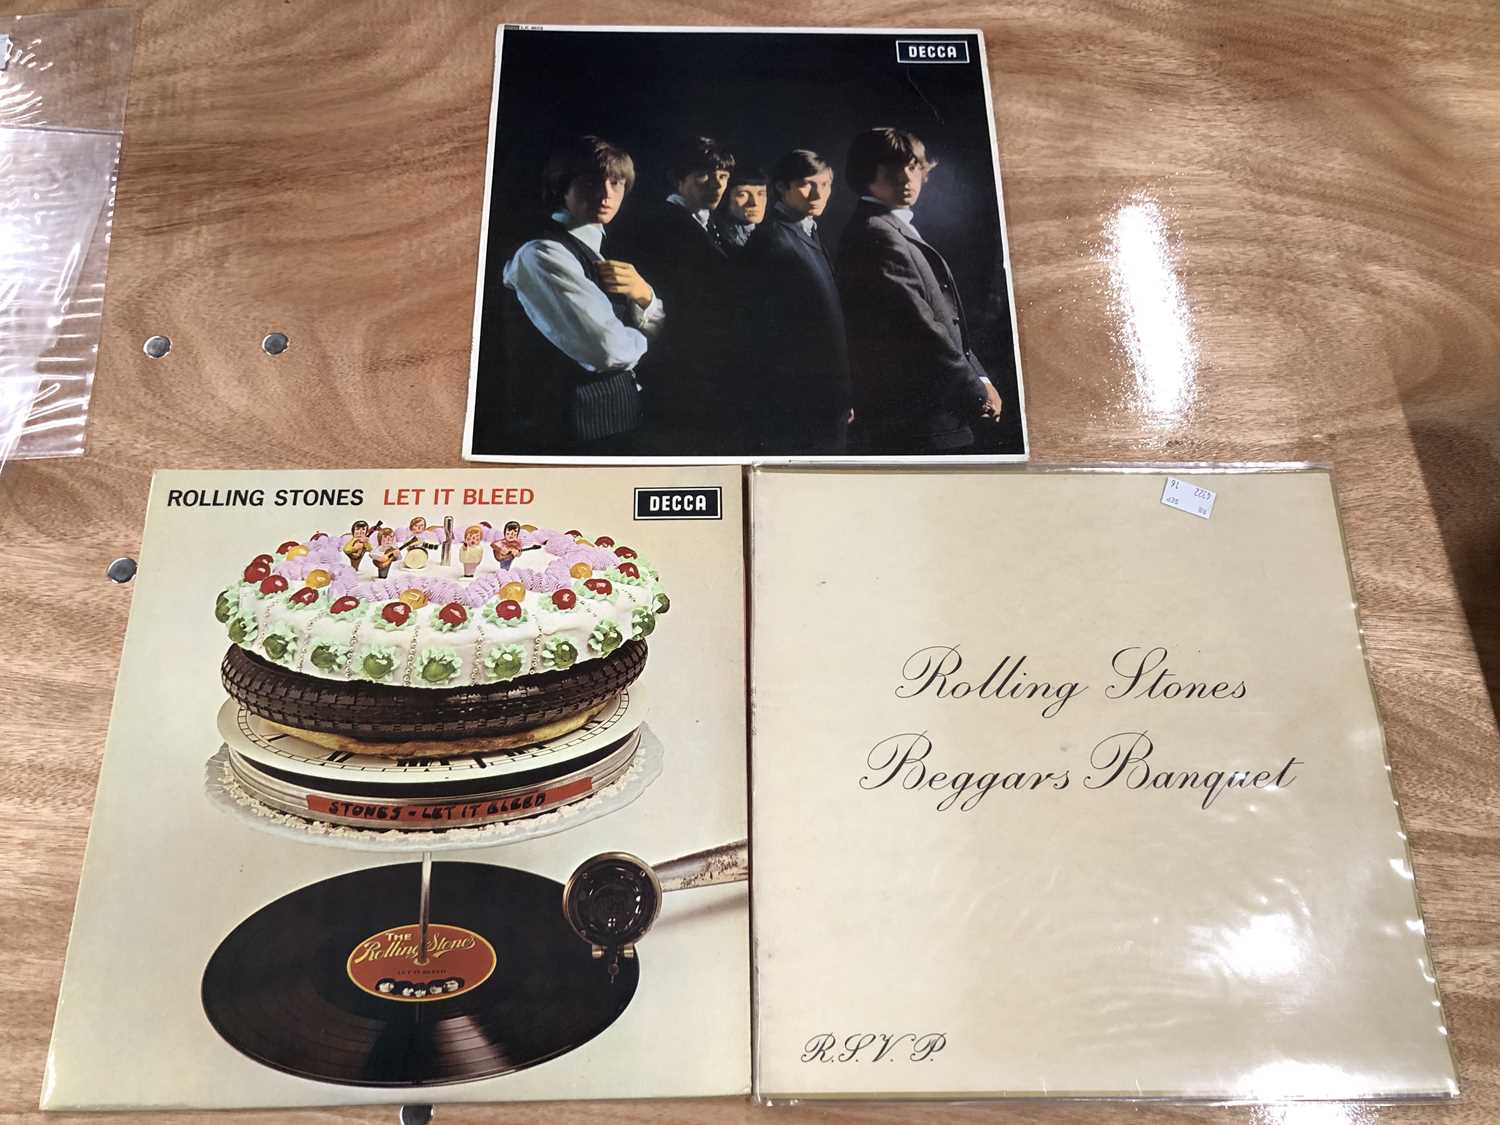 DECCA
ROLLING STONES LET IT BLEED
DECCA
STONES - LET IT BLEED
THE
Rolling Stones
LET IT BLEED
4322
Rolling Stones
Beggars Banquet
R.S.V.P.